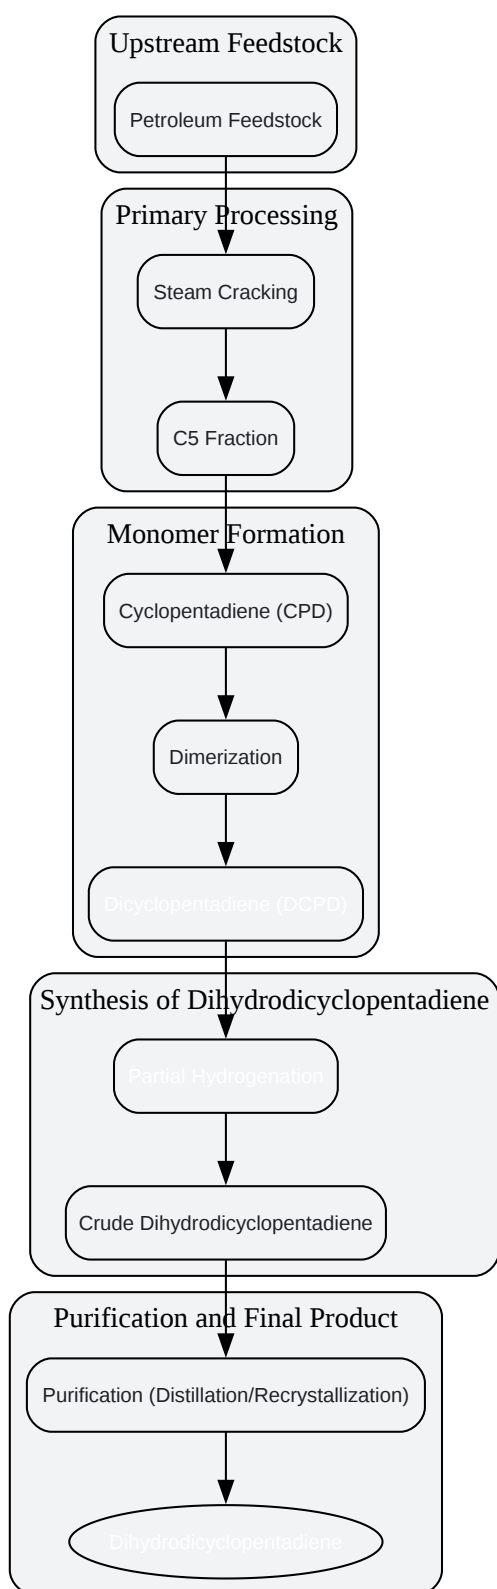 Upstream Feedstock
Petroleum Feedstock
Primary Processing
Steam Cracking
C5 Fraction
Monomer Formation
Cyclopentadiene (CPD)
Dimerization
Dicyclopentadiene (DCPD)
Synthesis of Dihydrodicyclopentadiene
Partial Hydrogenation
Crude Dihydrodicyclopentadiene
Purification and Final Product
Purification (Distillation/Recrystallization)
Dihydrodicyclopentadiene